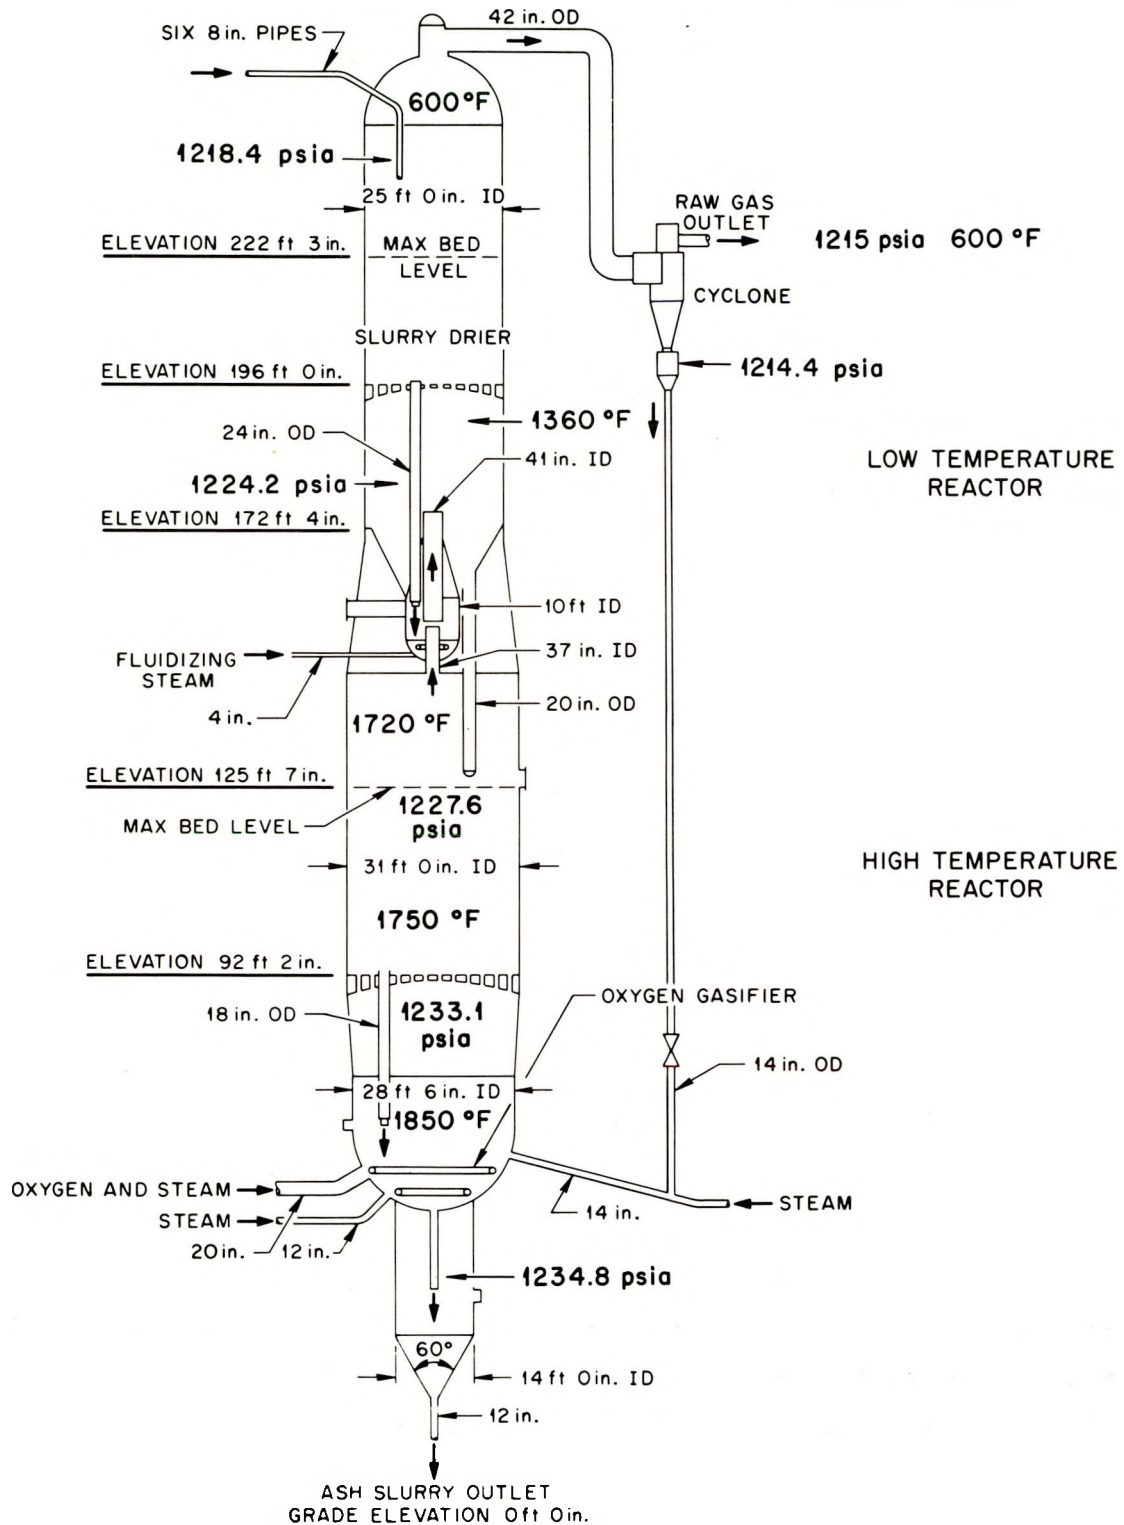 42 in. OD
SIX 8 in. PIPES
600 °F
1218.4 psia
25 ft 0 in. ID
RAW GAS
OUTLET
1215 psia 600 °F
ELEVATION 222 ft 3 in.
MAX BED
LEVEL
CYCLONE
SLURRY DRIER
ELEVATION 196 ft 0 in.
1214.4 psia
1360 °F
24 in. OD
41 in. ID
LOW TEMPERATURE
REACTOR
1224.2 psia
ELEVATION 172 ft 4 in.
10 ft ID
FLUIDIZING
STEAM
37 in. ID
4 in.
20 in. OD
1720 °F
ELEVATION 125 ft 7 in.
1227.6
psia
MAX BED LEVEL
31 ft 0 in. ID
HIGH TEMPERATURE
REACTOR
1750 °F
ELEVATION 92 ft 2 in.
OXYGEN GASIFIER
18 in. OD
1233.1
psia
14 in. OD
28 ft 6 in. ID
1850 °F
OXYGEN AND STEAM
STEAM
STEAM
14 in.
20 in.
12 in.
1234.8 psia
60°
14 ft 0 in. ID
12 in.
ASH SLURRY OUTLET
GRADE ELEVATION 0 ft 0 in.